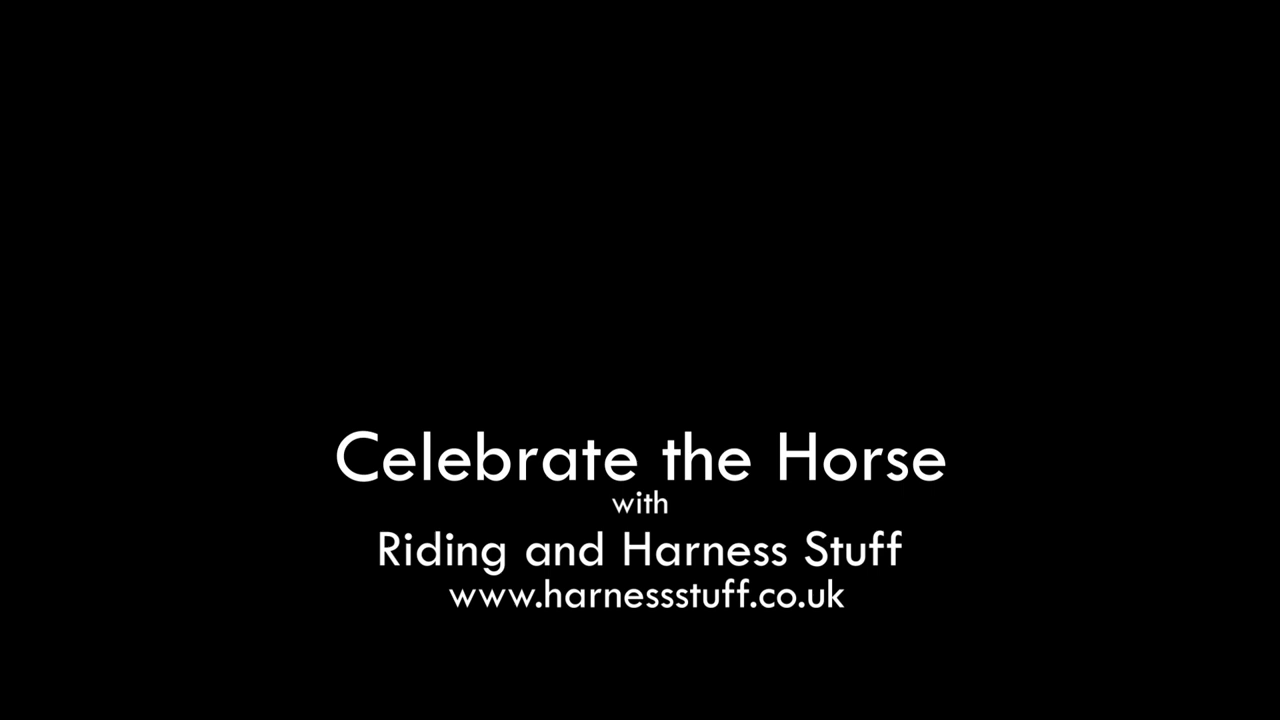 Celebrate the Horse
with
Riding and Harness Stuff
www.harnessstuff.co.uk